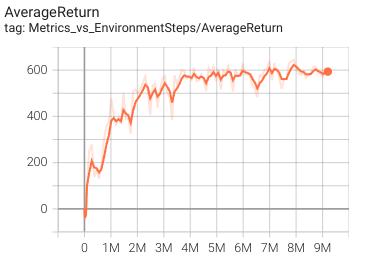 AverageReturn
tag: Metrics_vs_EnvironmentSteps/AverageReturn
600
400
200
0
0 1M 2M 3M 4M 5M 6M 7M 8M 9M